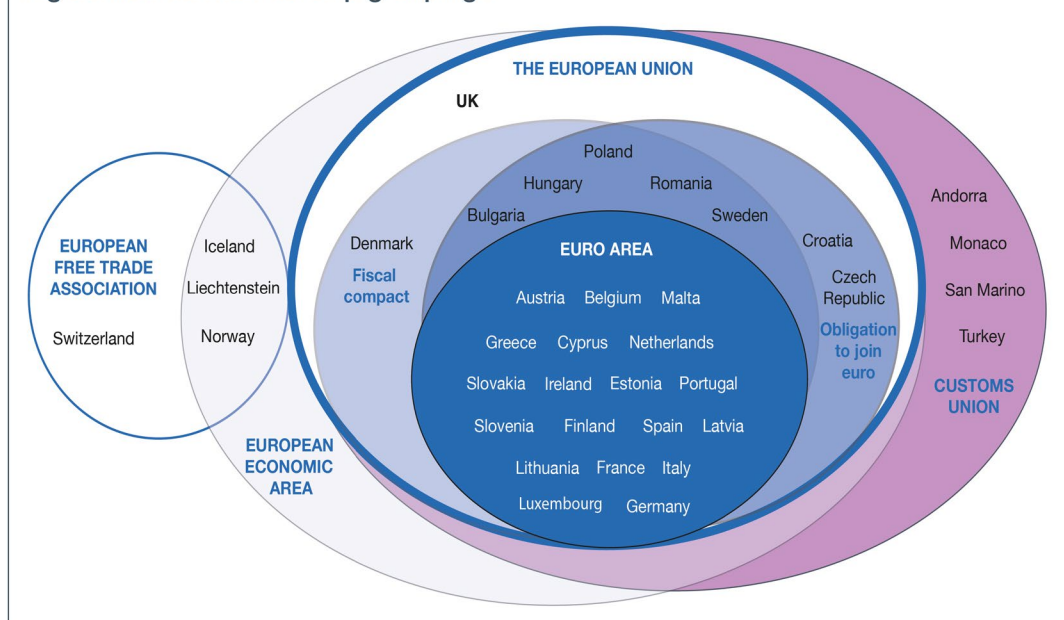 THE EUROPEAN UNION
UK
Poland
Hungary Romania
Bulgaria Sweden
Andorra
EUROPEAN
FREE TRADE
ASSOCIATION
Switzerland
Iceland
Liechtenstein
Norway
Denmark
Fiscal
compact
EURO AREA
Austria Belgium Malta
Greece Cyprus Netherlands
Slovakia Ireland Estonia Portugal
Slovenia Finland Spain Latvia
Lithuania France Italy
Luxembourg Germany
Croatia
Czech
Republic
Obligation
to join
euro
Monaco
San Marino
Turkey
CUSTOMS
UNION
EUROPEAN
ECONOMIC
AREA